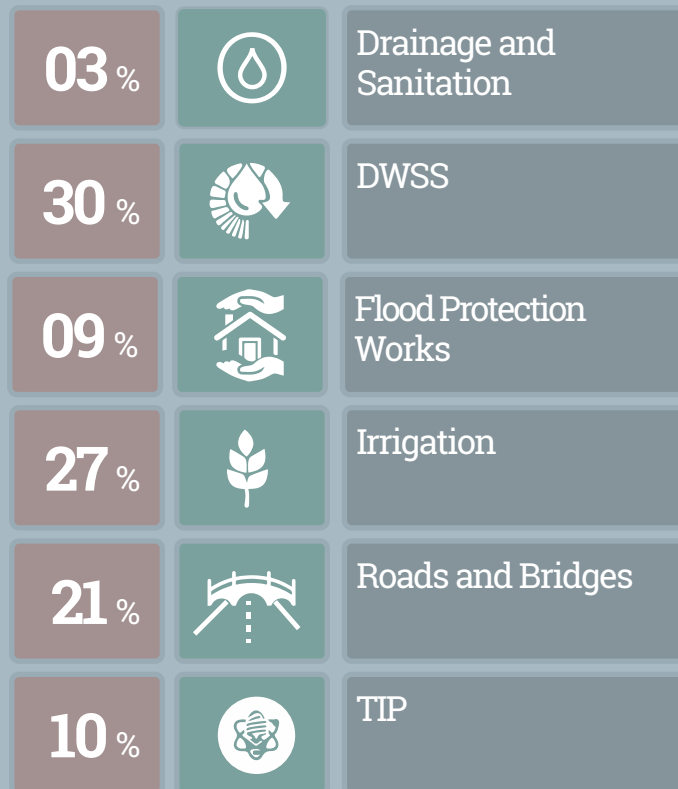 03 %
Drainage and
Sanitation
30 %
DWSS
09 %
Flood Protection
Works
27 %
Irrigation
21 %
Roads and Bridges
10 %
TIP